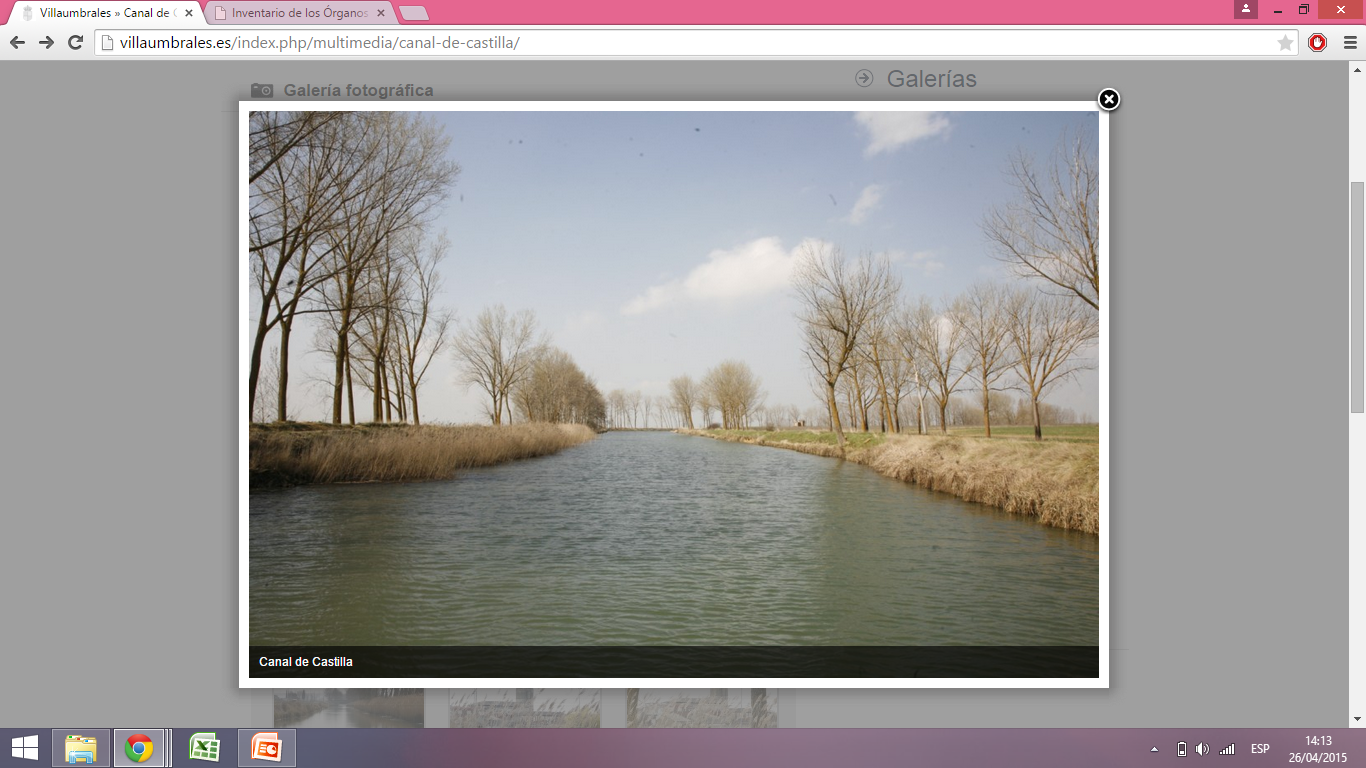 Villaumbrales » Canal de C
Inventario de los Órganos
villaumbrales.es/index.php/multimedia/canal-de-castilla/
Galería fotográfica
Galerías
Canal de Castilla
ESP
14:13
26/04/2015